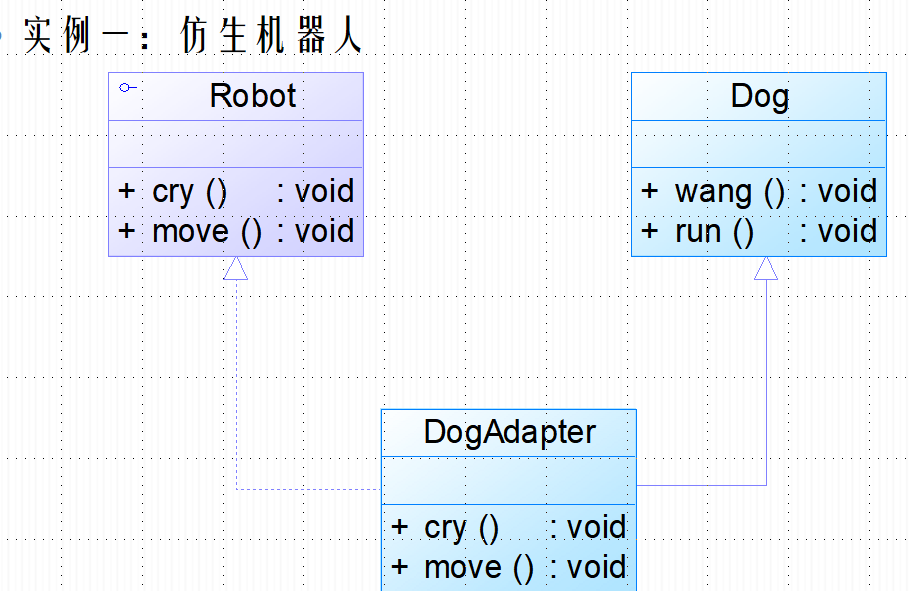 实例一：仿生机器人
Robot
+ cry () : void
+ move () : void
Dog
+ wang () : void
+ run () : void
DogAdapter
+ cry () : void
+ move () : void